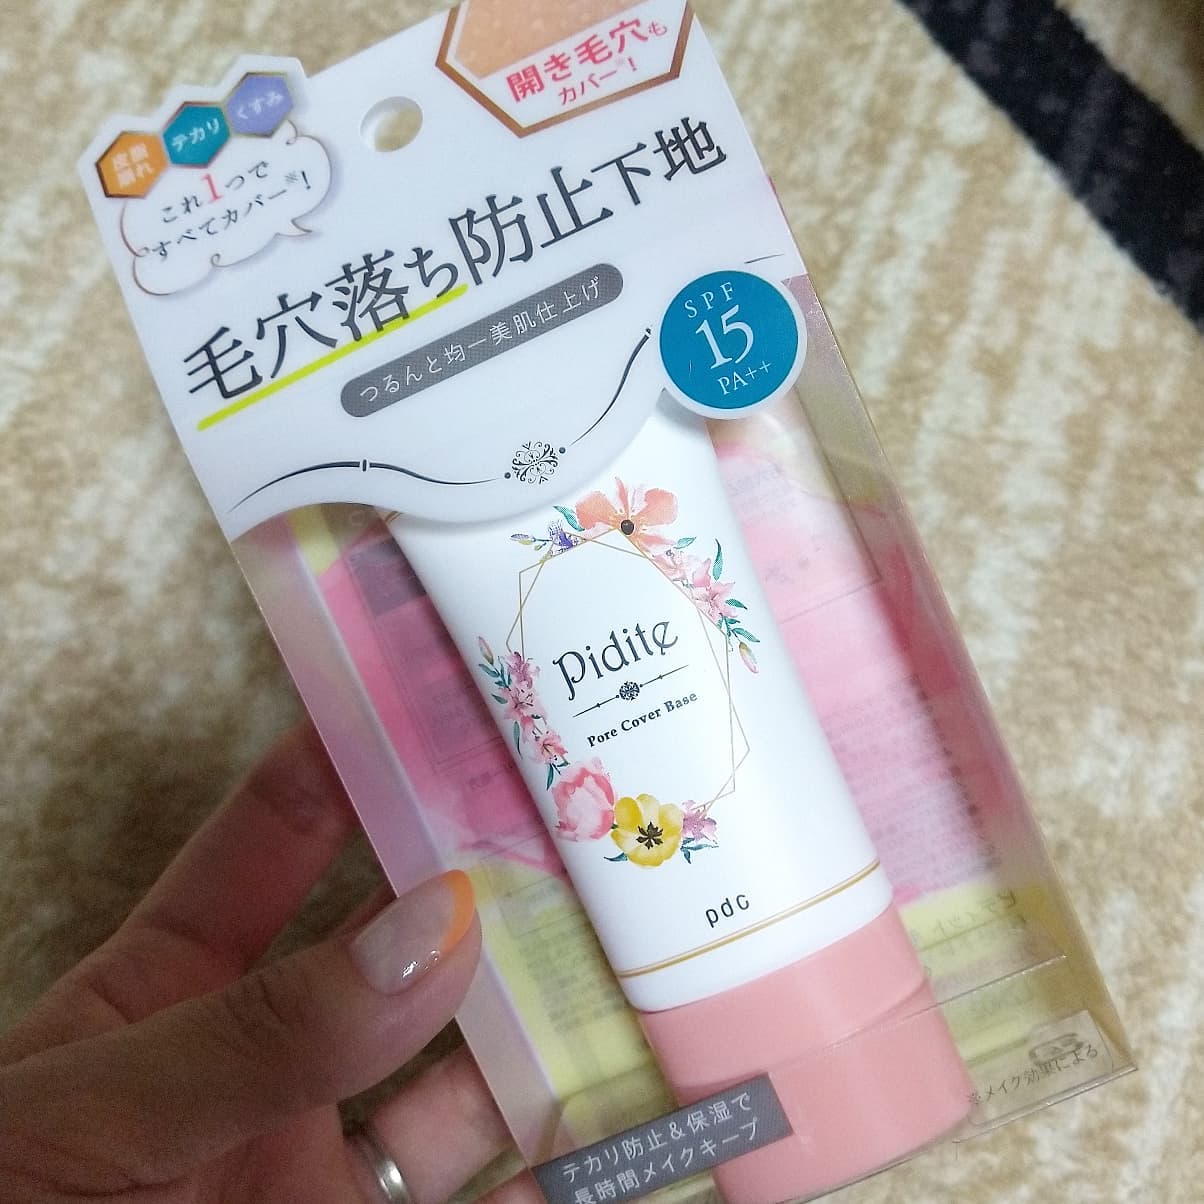 開き毛穴も
カバー※!
皮脂崩れ
テカリ
くすみ
これ1つで
すべてカバー※!
毛穴落ち防止下地
つるんと均一美肌仕上げ
SPF
15
PA++
pidite
Pore Cover Base
pdc
※メイク効果による
テカリ防止&保湿で
長時間メイクキープ